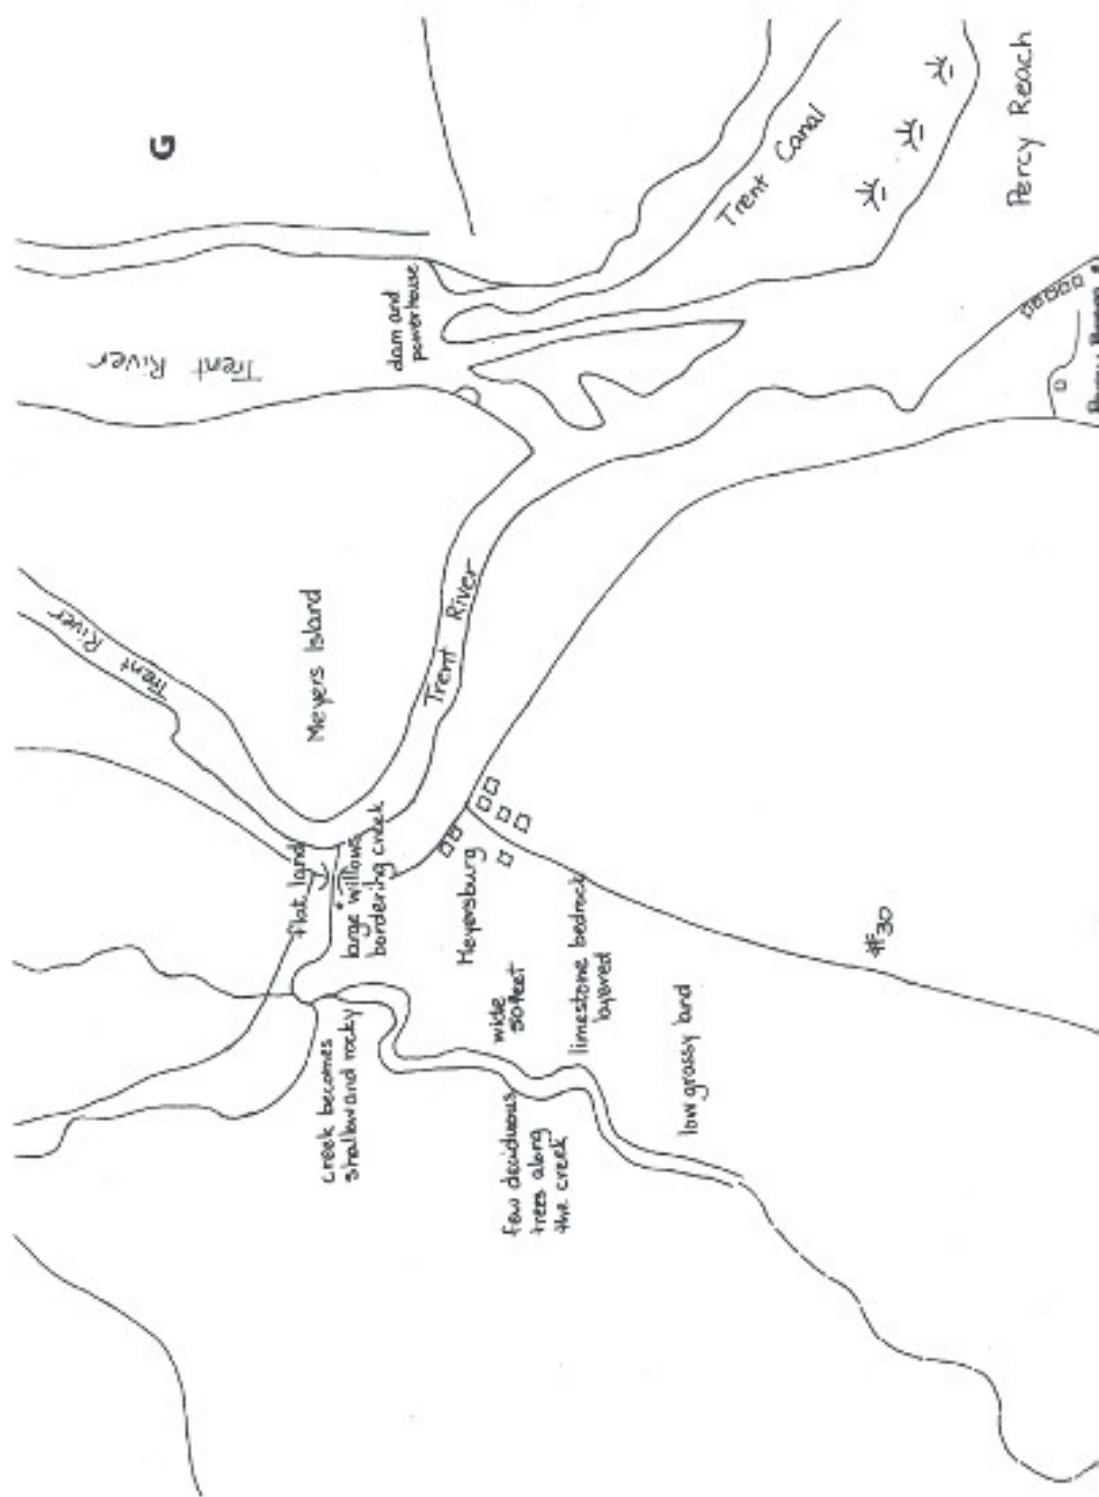 G
Percy Reach
Trent Canal
dam and
powerhouse
Trent River
Trent River
Trent River
Meyers Island
flat land
large willows
bordering creek
Meyersburg
#30
limestone bedrock
layered
wide
50 feet
low grassy land
creek becomes
shallow and rocky
few deciduous
trees along
the creek